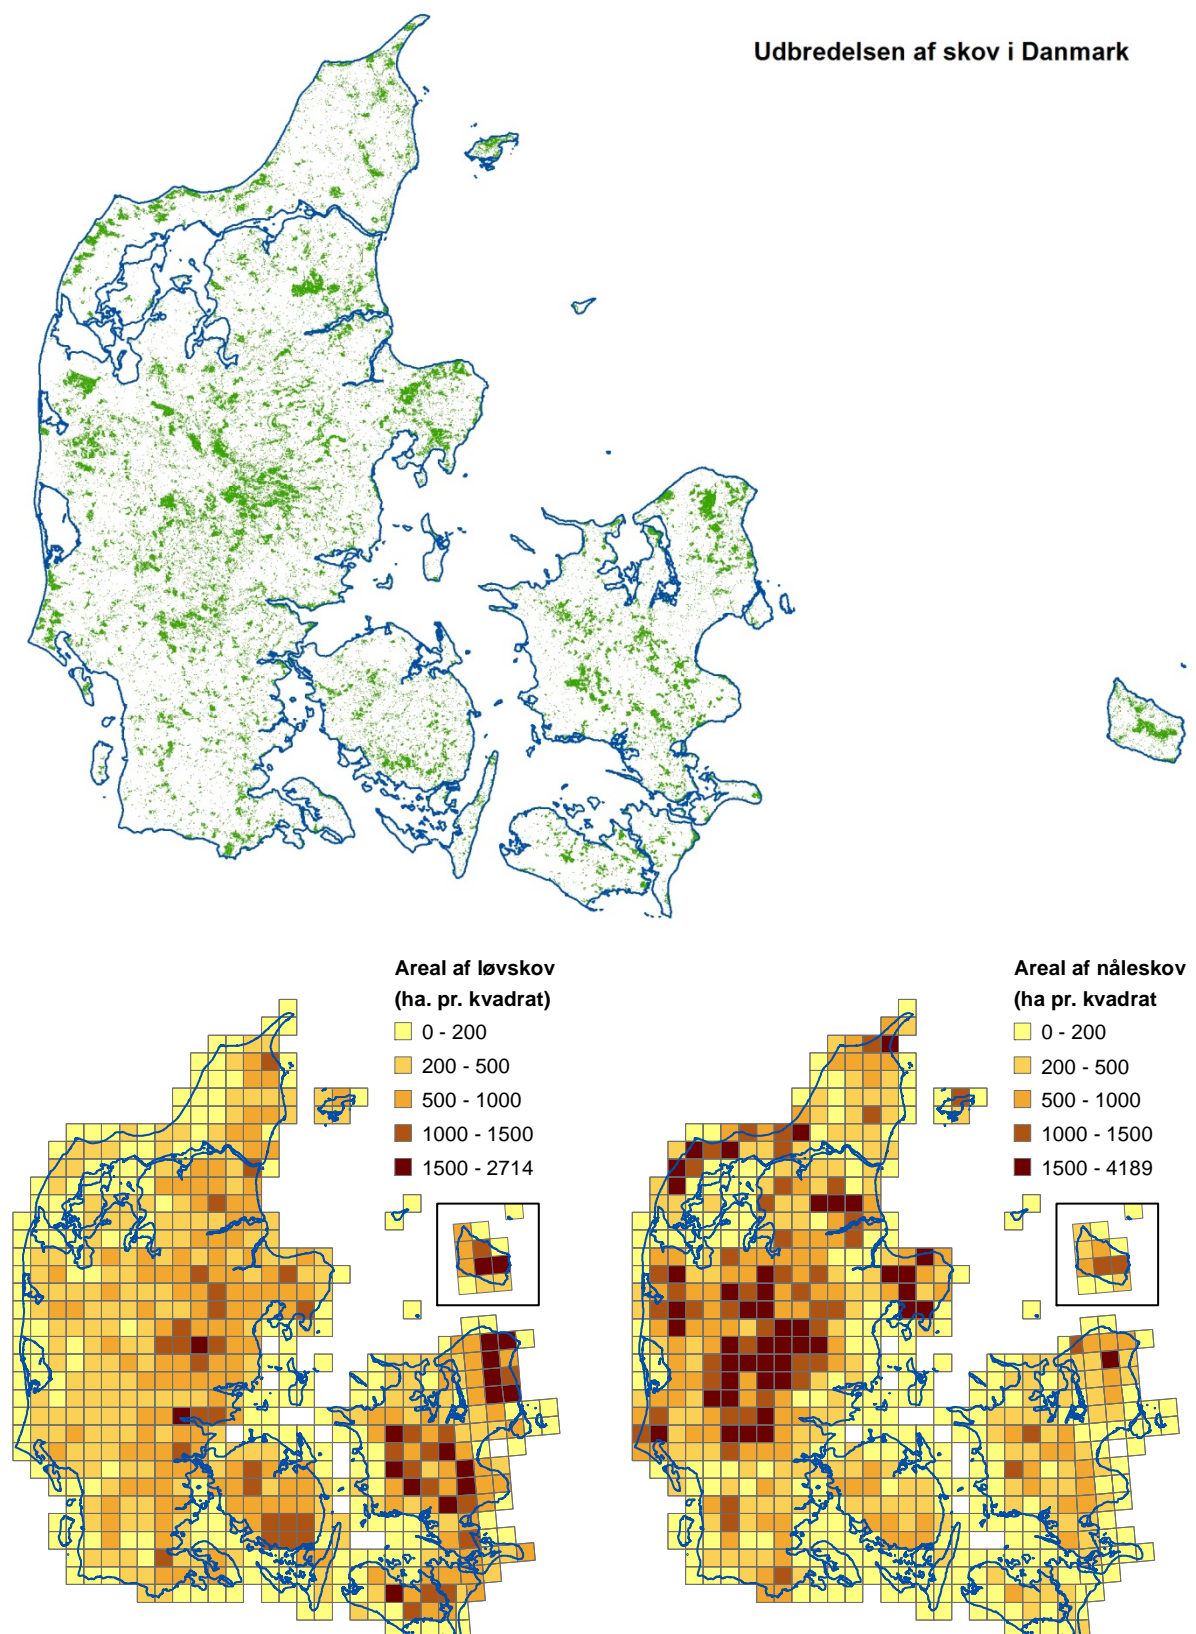 Udbredelsen af skov i Danmark
Areal af løvskov
(ha. pr. kvadrat)
0 - 200
200 - 500
500 - 1000
1000 - 1500
1500 - 2714
Areal af nåleskov
(ha pr. kvadrat
0 - 200
200 - 500
500 - 1000
1000 - 1500
1500 - 4189